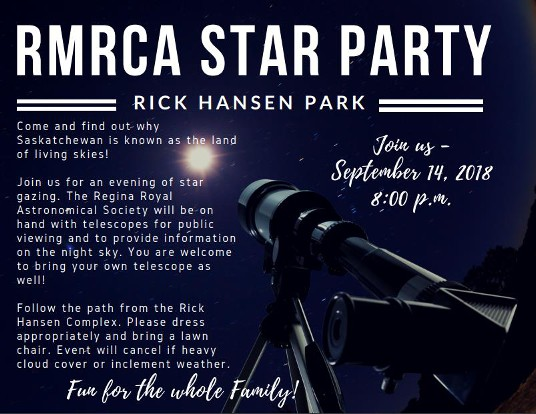 RMRCA STAR PARTY
RICK HANSEN PARK
Come and find out why
Saskatchewan is known as the land
of living skies!
Join us for an evening of star
gazing. The Regina Royal
Astronomical Society will be on
hand with telescopes for public
viewing and to provide information
on the night sky. You are welcome
to bring your own telescope as
well!
Follow the path from the Rick
Hansen Complex. Please dress
appropriately and bring a lawn
chair. Event will cancel if heavy
cloud cover or inclement weather.
Join us -
September 14, 2018
8:00 p.m.
Fun for the whole Family!